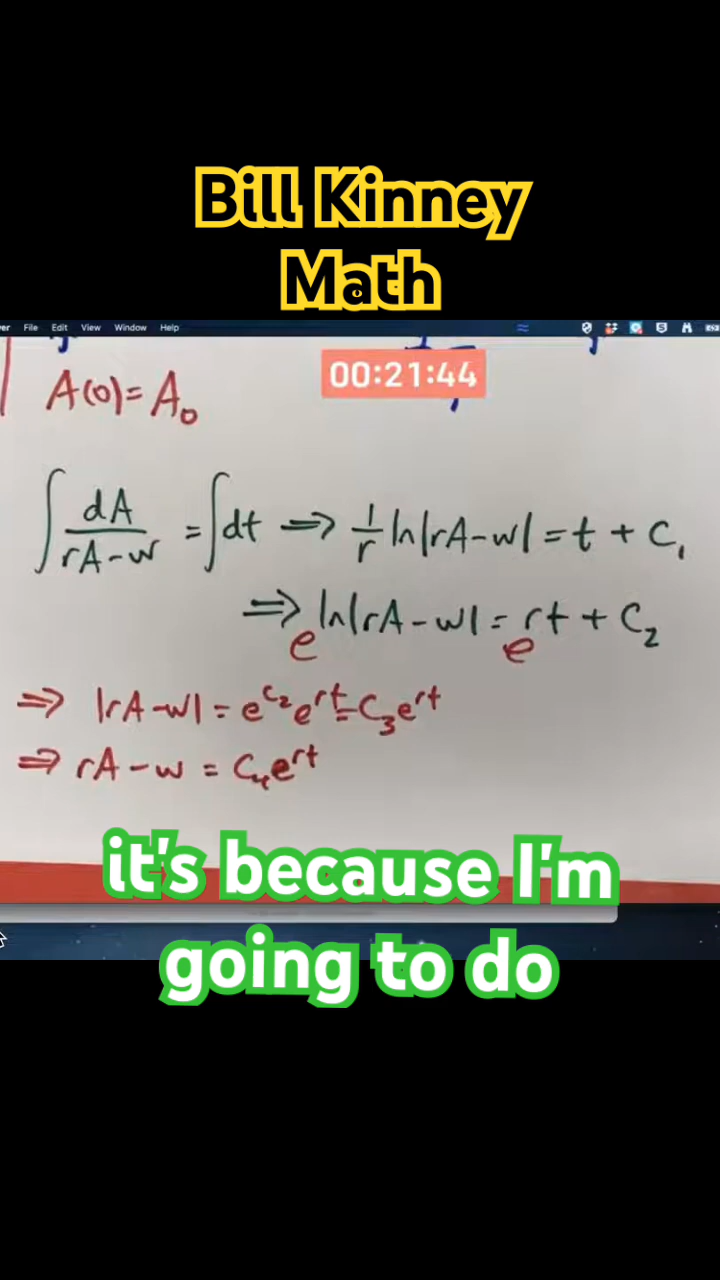 Bill Kinney
Math
er File Edit View Window Help
00:21:44
A(0)=A₀
∫ dA/(rA-w) = ∫dt ⇒ 1/r ln|rA-w| = t + C₁
⇒ ln|rA-w| = rt + C₂
e e
⇒ |rA-w| = e^C₂ e^rt = C₃e^rt
⇒ rA-w = C₄e^rt
it's because I'm
going to do